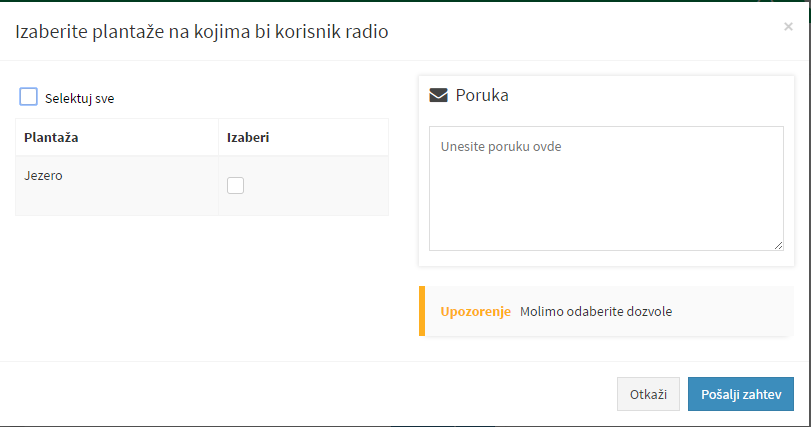 Izaberite plantaže na kojima bi korisnik radio
×
Selektuj sve
Plantaža Izaberi
Jezero
Poruka
Unesite poruku ovde
Upozorenje Molimo odaberite dozvole
Otkaži Pošalji zahtev